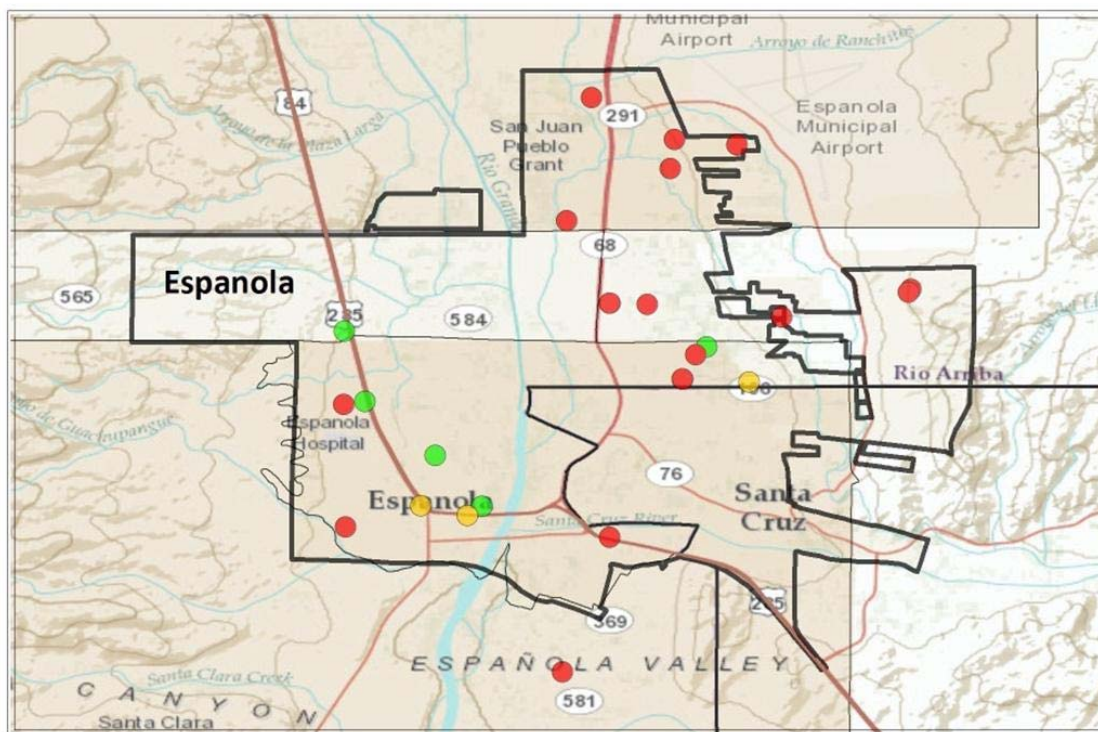 Municipal
Airport
Arroyo de Ranchito
84
291
Espanola
Municipal
Airport
San Juan
Pueblo
Grant
Arroyo de la Plaza Larga
Rio Grande
68
Espanola
565
285
584
Rio Arriba
Espanola
Hospital
76
Espanola
Santa
Cruz
Santa Cruz River
285
369
ESPAÑOLA VALLEY
581
CANYON
Santa Clara Creek
Santa Clara